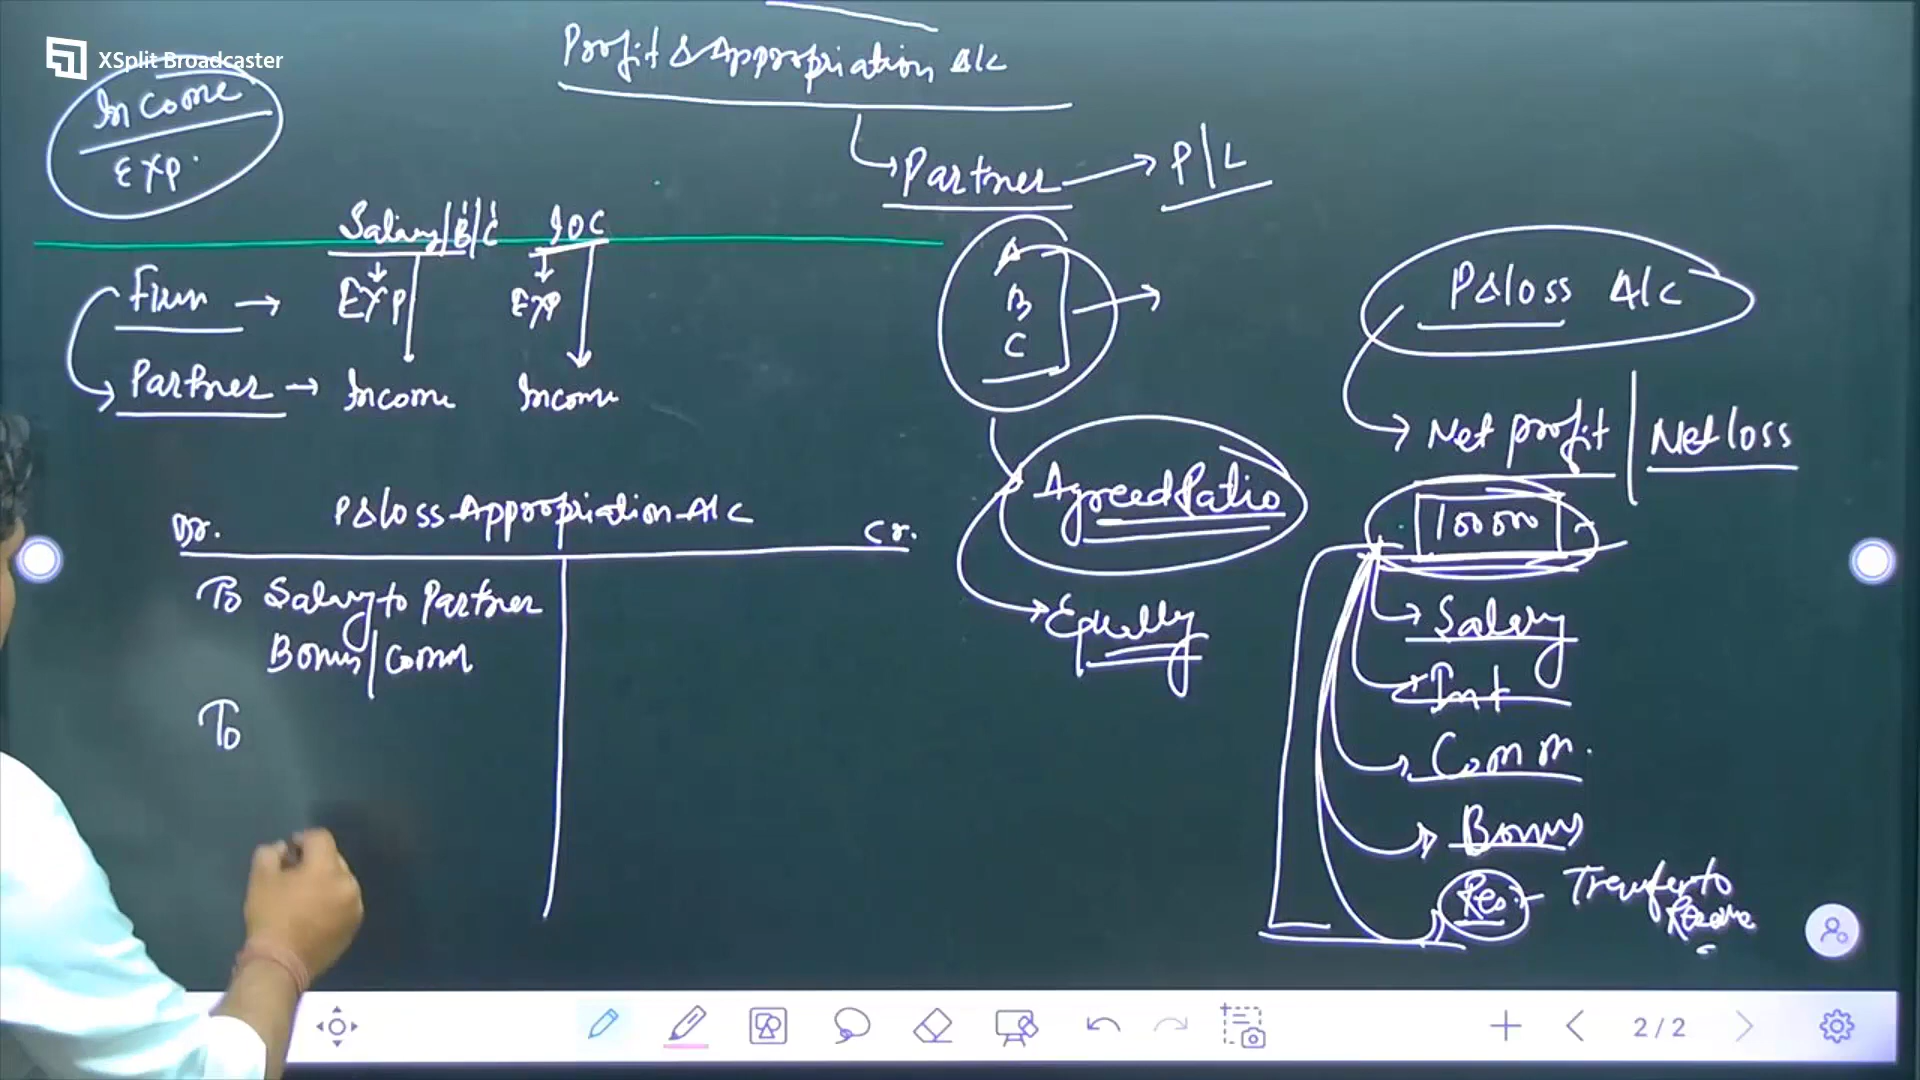 XSplit Broadcaster
Profit & Appropriation A/c
Income
EXP.
Partner → P/L
Salary/B/C IOC
Firm → EXP EXP
Partner → Income Income
A
B
C
P&loss A/c
Net profit | Net loss
Agreed Ratio
Equally
100000
Salary
Int
Comm.
Bonus
Res. - Transfer to
Reserve
Dr. P&loss Appropriation A/c Cr.
To Salary to Partner
Bonus/Comm
To
2/2